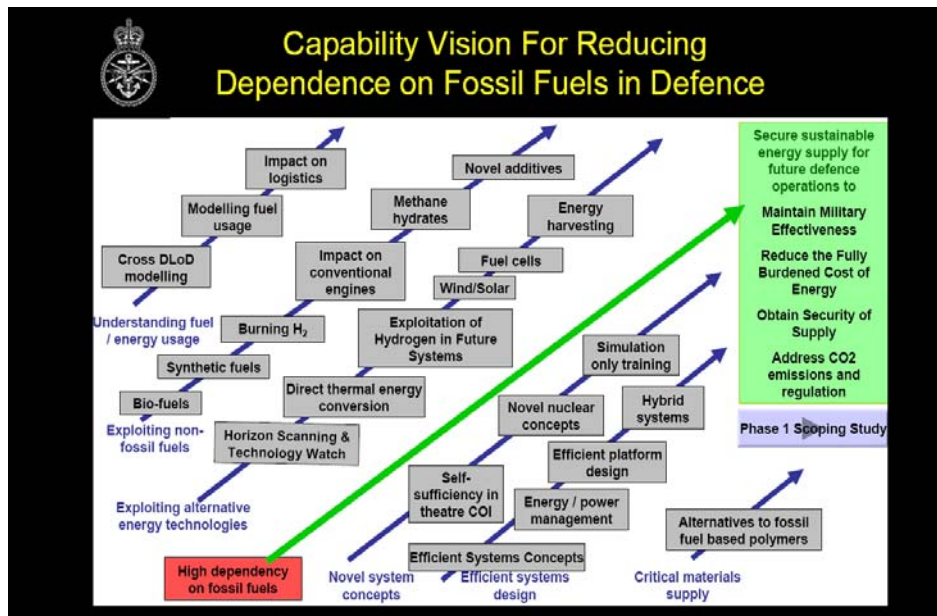 Capability Vision For Reducing
Dependence on Fossil Fuels in Defence
Impact on
logistics
Modelling fuel
usage
Cross DLoD
modelling
Understanding fuel
/ energy usage
Novel additives
Methane
hydrates
Impact on
conventional
engines
Burning H₂
Synthetic fuels
Bio-fuels
Exploiting non-
fossil fuels
Energy
harvesting
Fuel cells
Wind/Solar
Exploitation of
Hydrogen in Future
Systems
Direct thermal energy
conversion
Horizon Scanning &
Technology Watch
Exploiting alternative
energy technologies
High dependency
on fossil fuels
Simulation
only training
Novel nuclear
concepts
Self-
sufficiency in
theatre COI
Novel system
concepts
Hybrid
systems
Efficient platform
design
Energy / power
management
Efficient Systems Concepts
Efficient systems
design
Alternatives to fossil
fuel based polymers
Critical materials
supply
Secure sustainable
energy supply for
future defence
operations to
Maintain Military
Effectiveness
Reduce the Fully
Burdened Cost of
Energy
Obtain Security of
Supply
Address CO2
emissions and
regulation
Phase 1 Scoping Study